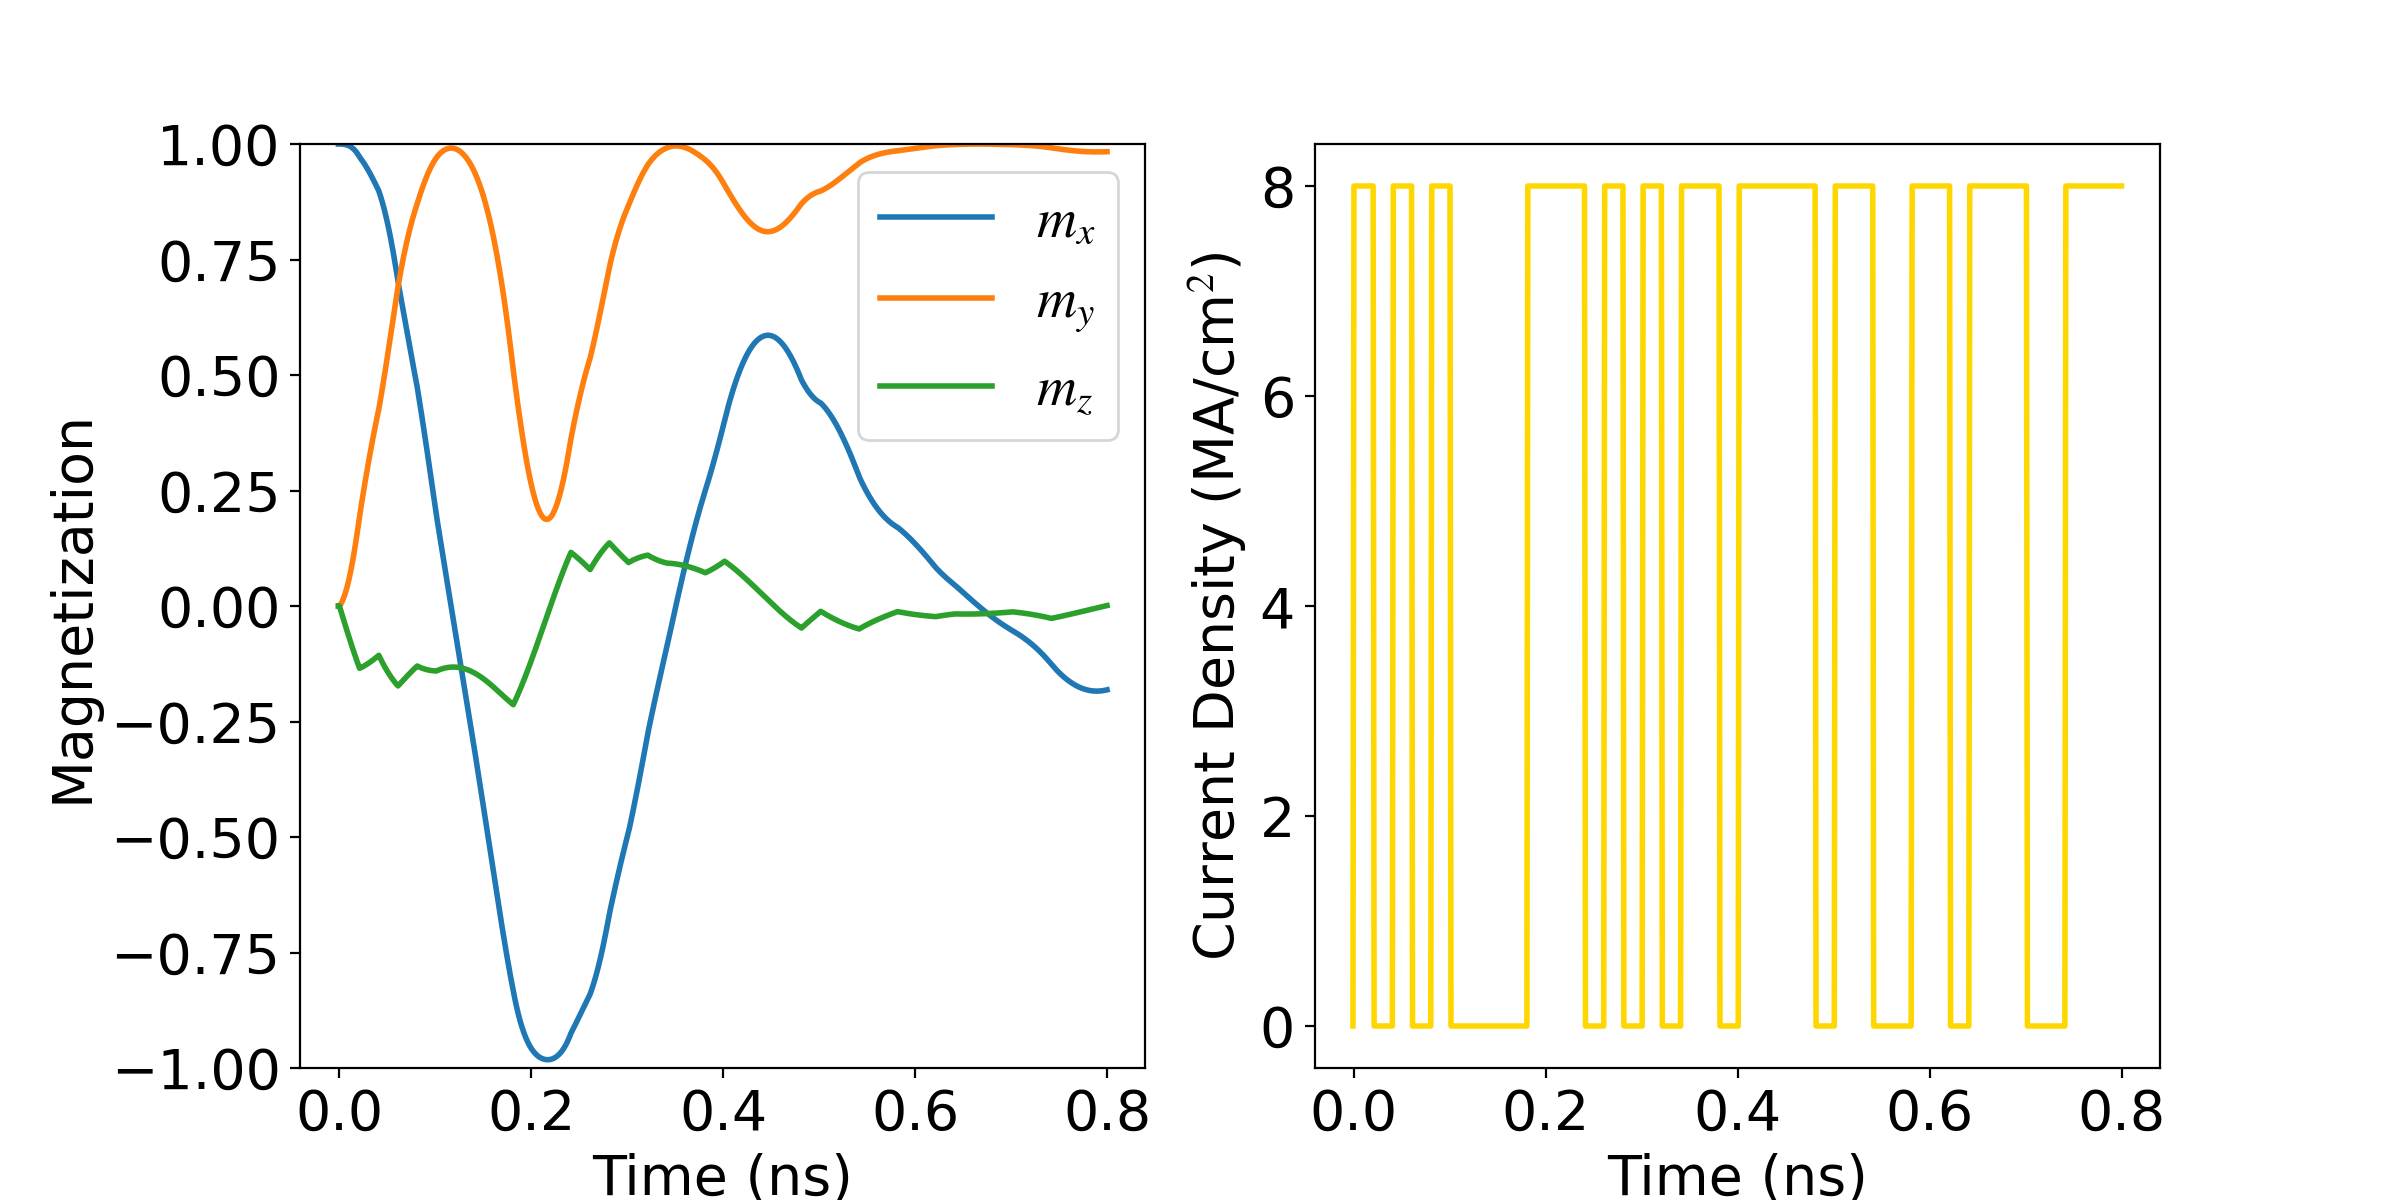 Magnetization
1.00
0.75
0.50
0.25
0.00
−0.25
−0.50
−0.75
−1.00
0.0 0.2 0.4 0.6 0.8
Time (ns)
m_x
m_y
m_z
Current Density (MA/cm²)
8
6
4
2
0
0.0 0.2 0.4 0.6 0.8
Time (ns)